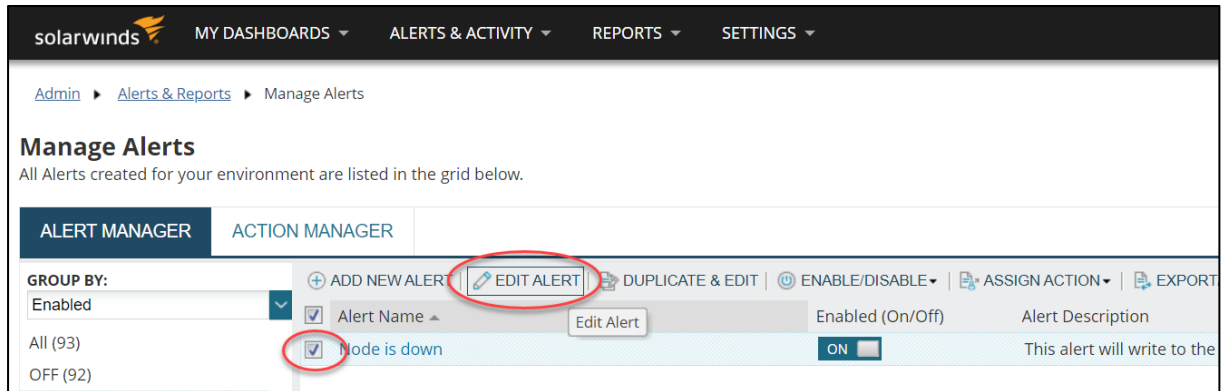 solarwinds MY DASHBOARDS ALERTS & ACTIVITY REPORTS SETTINGS
Admin Alerts & Reports Manage Alerts
Manage Alerts
All Alerts created for your environment are listed in the grid below.
ALERT MANAGER ACTION MANAGER
GROUP BY: ADD NEW ALERT | EDIT ALERT | DUPLICATE & EDIT | ENABLE/DISABLE | ASSIGN ACTION | EXPORT
Enabled Alert Name Enabled (On/Off) Alert Description
Edit Alert
All (93) Node is down ON This alert will write to the
OFF (92)